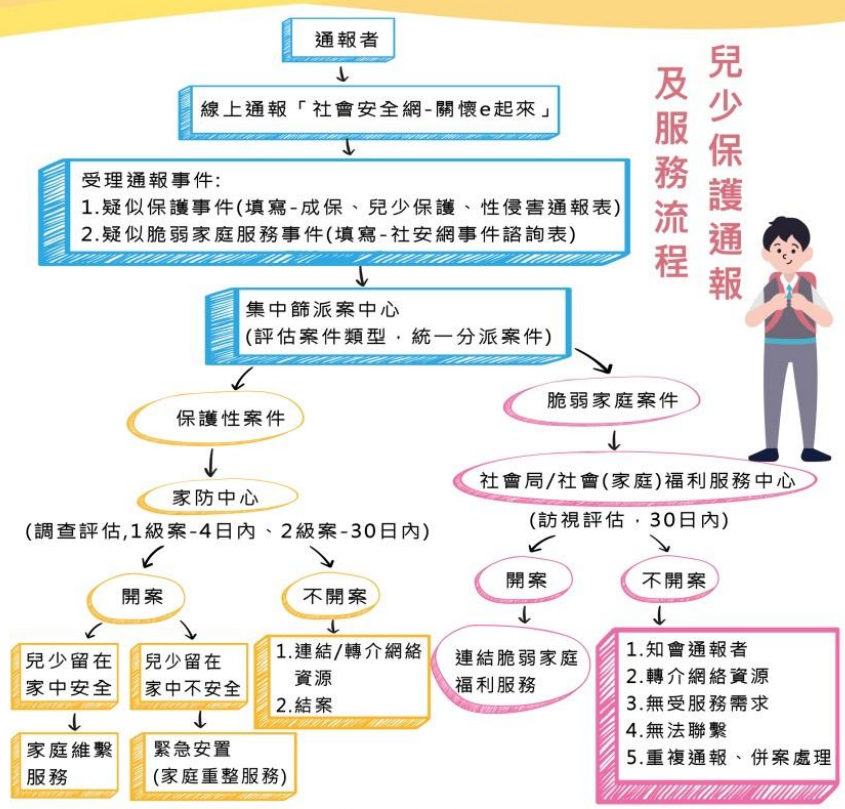 兒少保護通報
及服務流程
通報者
線上通報「社會安全網-關懷e起來」
受理通報事件:
1.疑似保護事件(填寫-成保、兒少保護、性侵害通報表)
2.疑似脆弱家庭服務事件(填寫-社安網事件諮詢表)
集中篩派案中心
(評估案件類型，統一分派案件)
保護性案件
家防中心
(調查評估,1級案-4日內、2級案-30日內)
開案
兒少留在
家中安全
家庭維繫
服務
兒少留在
家中不安全
緊急安置
(家庭重整服務)
不開案
1.連結/轉介網絡
資源
2.結案
脆弱家庭案件
社會局/社會(家庭)福利服務中心
(訪視評估，30日內)
開案
連結脆弱家庭
福利服務
不開案
1.知會通報者
2.轉介網絡資源
3.無受服務需求
4.無法聯繫
5.重複通報、併案處理